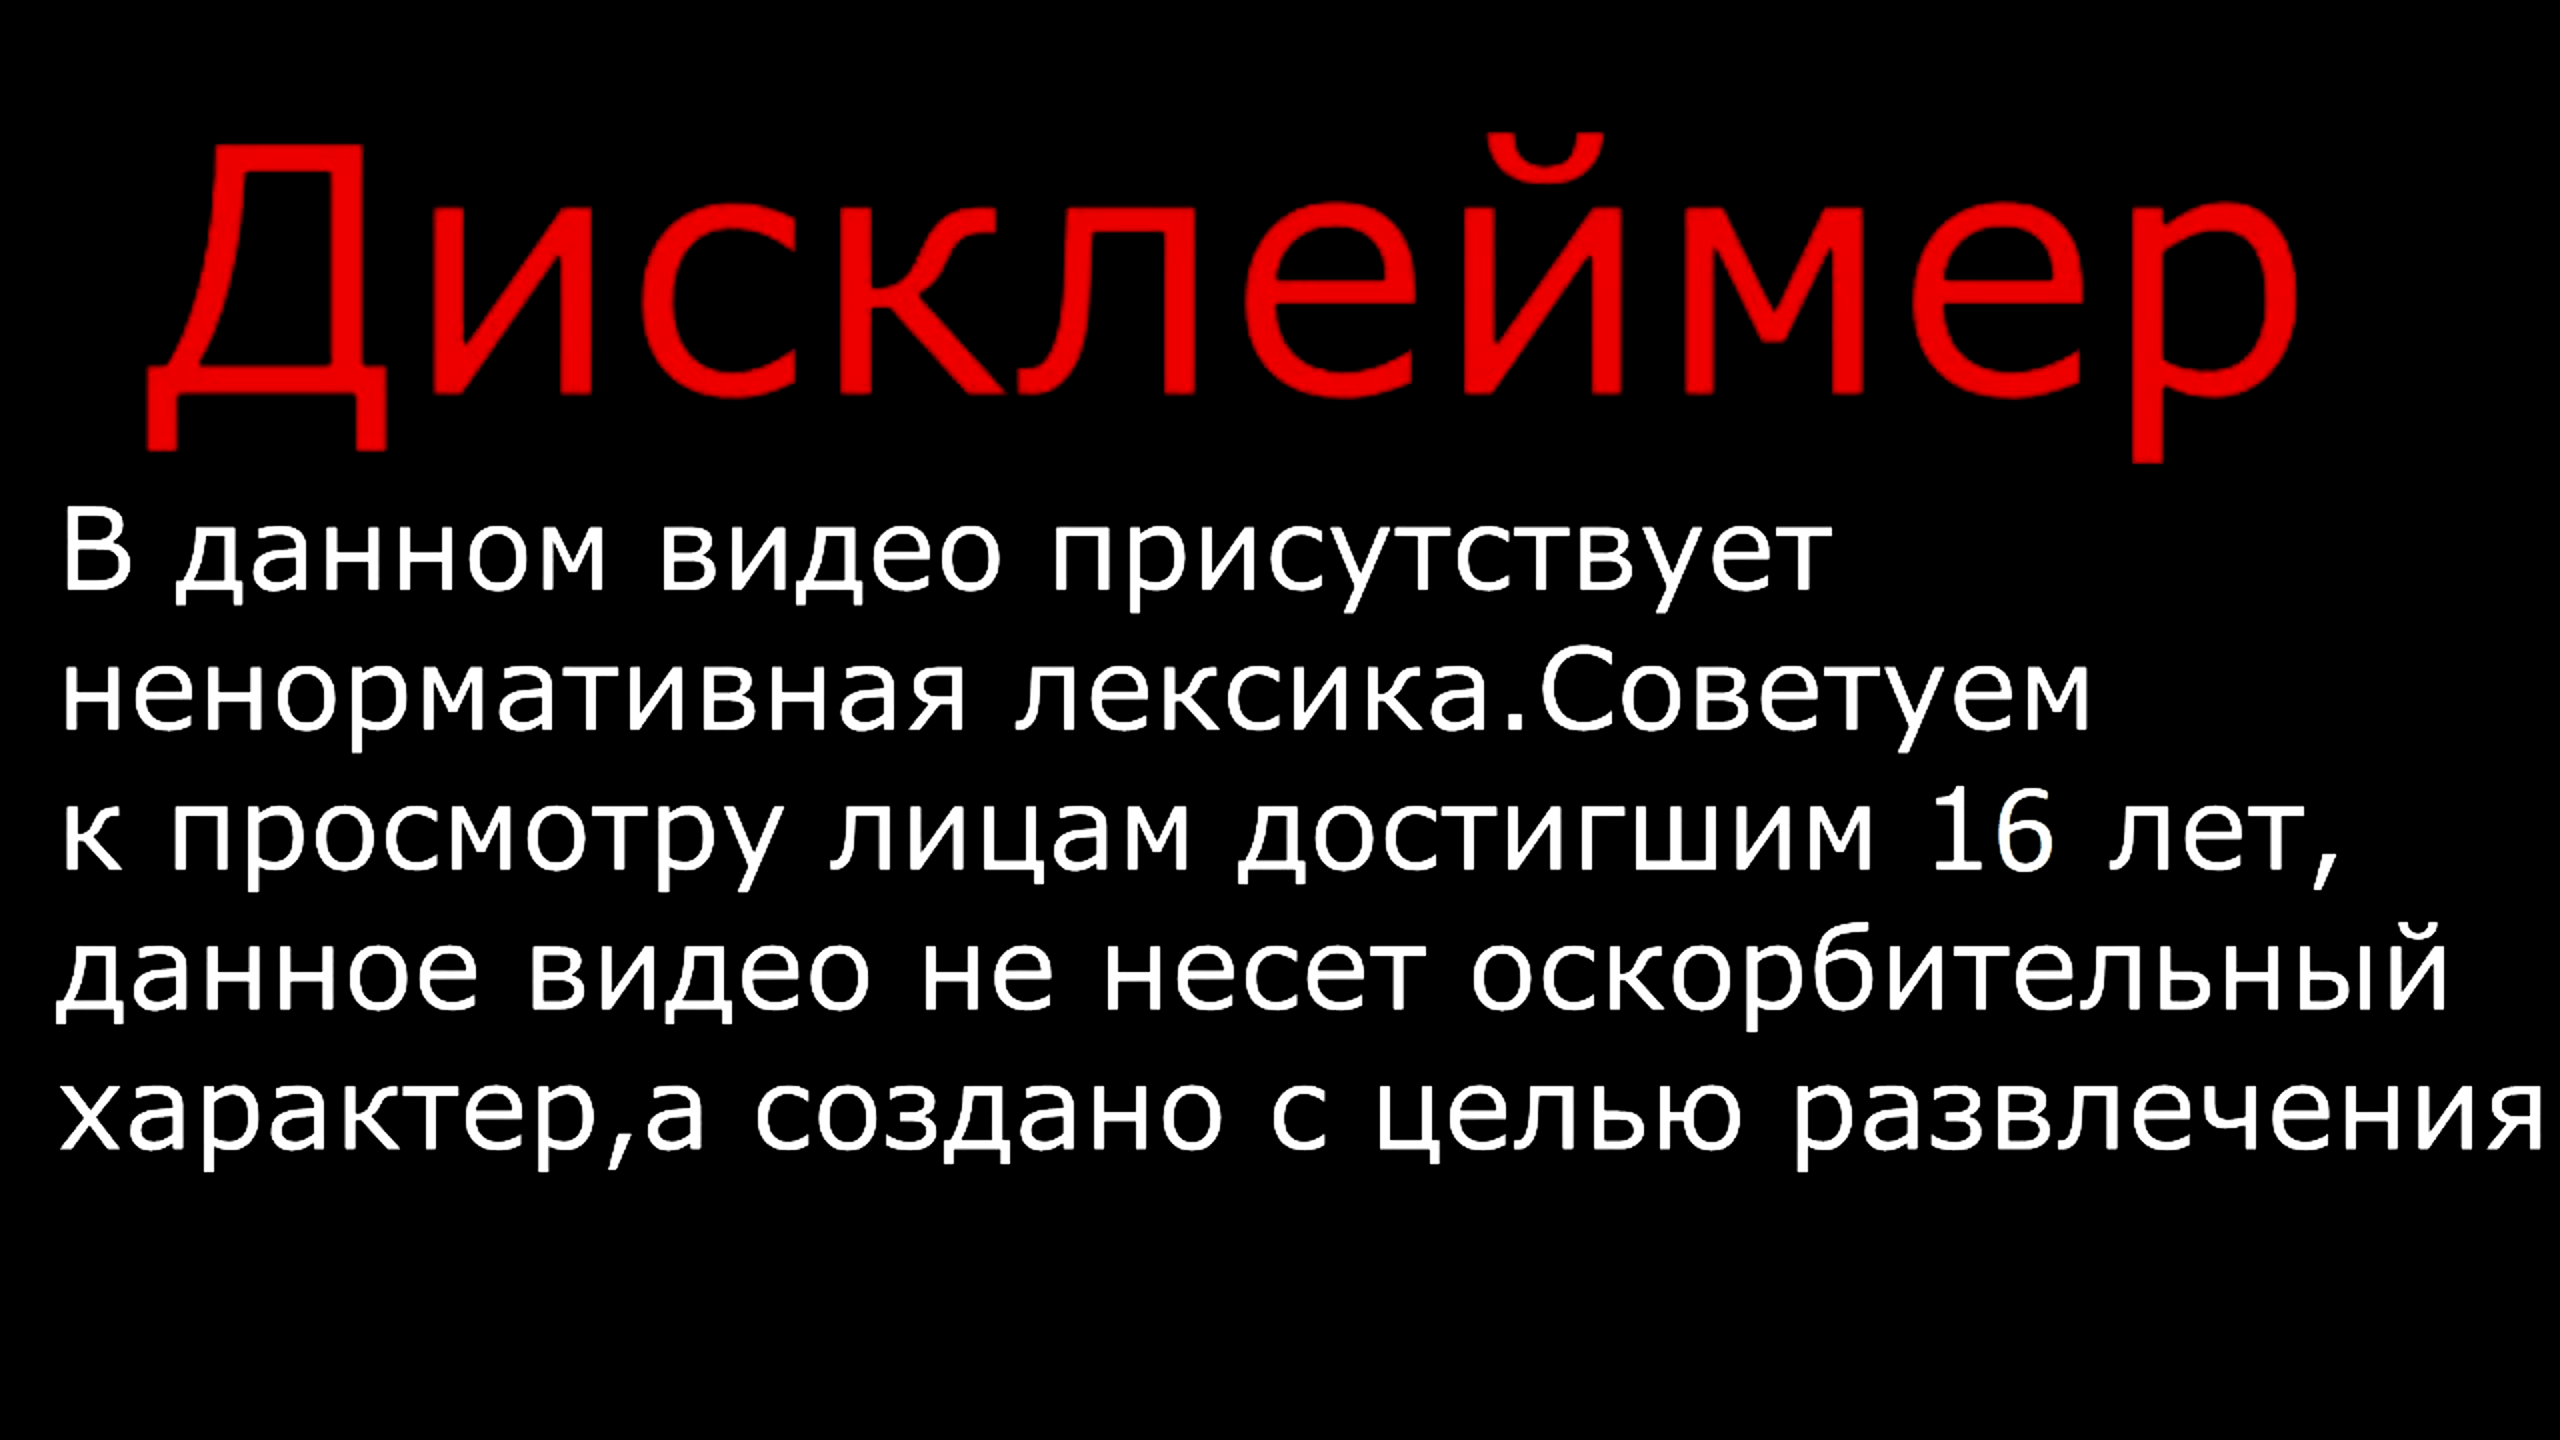 Дисклеймер
В данном видео присутствует
ненормативная лексика.Советуем
к просмотру лицам достигшим 16 лет,
данное видео не несет оскорбительный
характер,а создано с целью развлечения